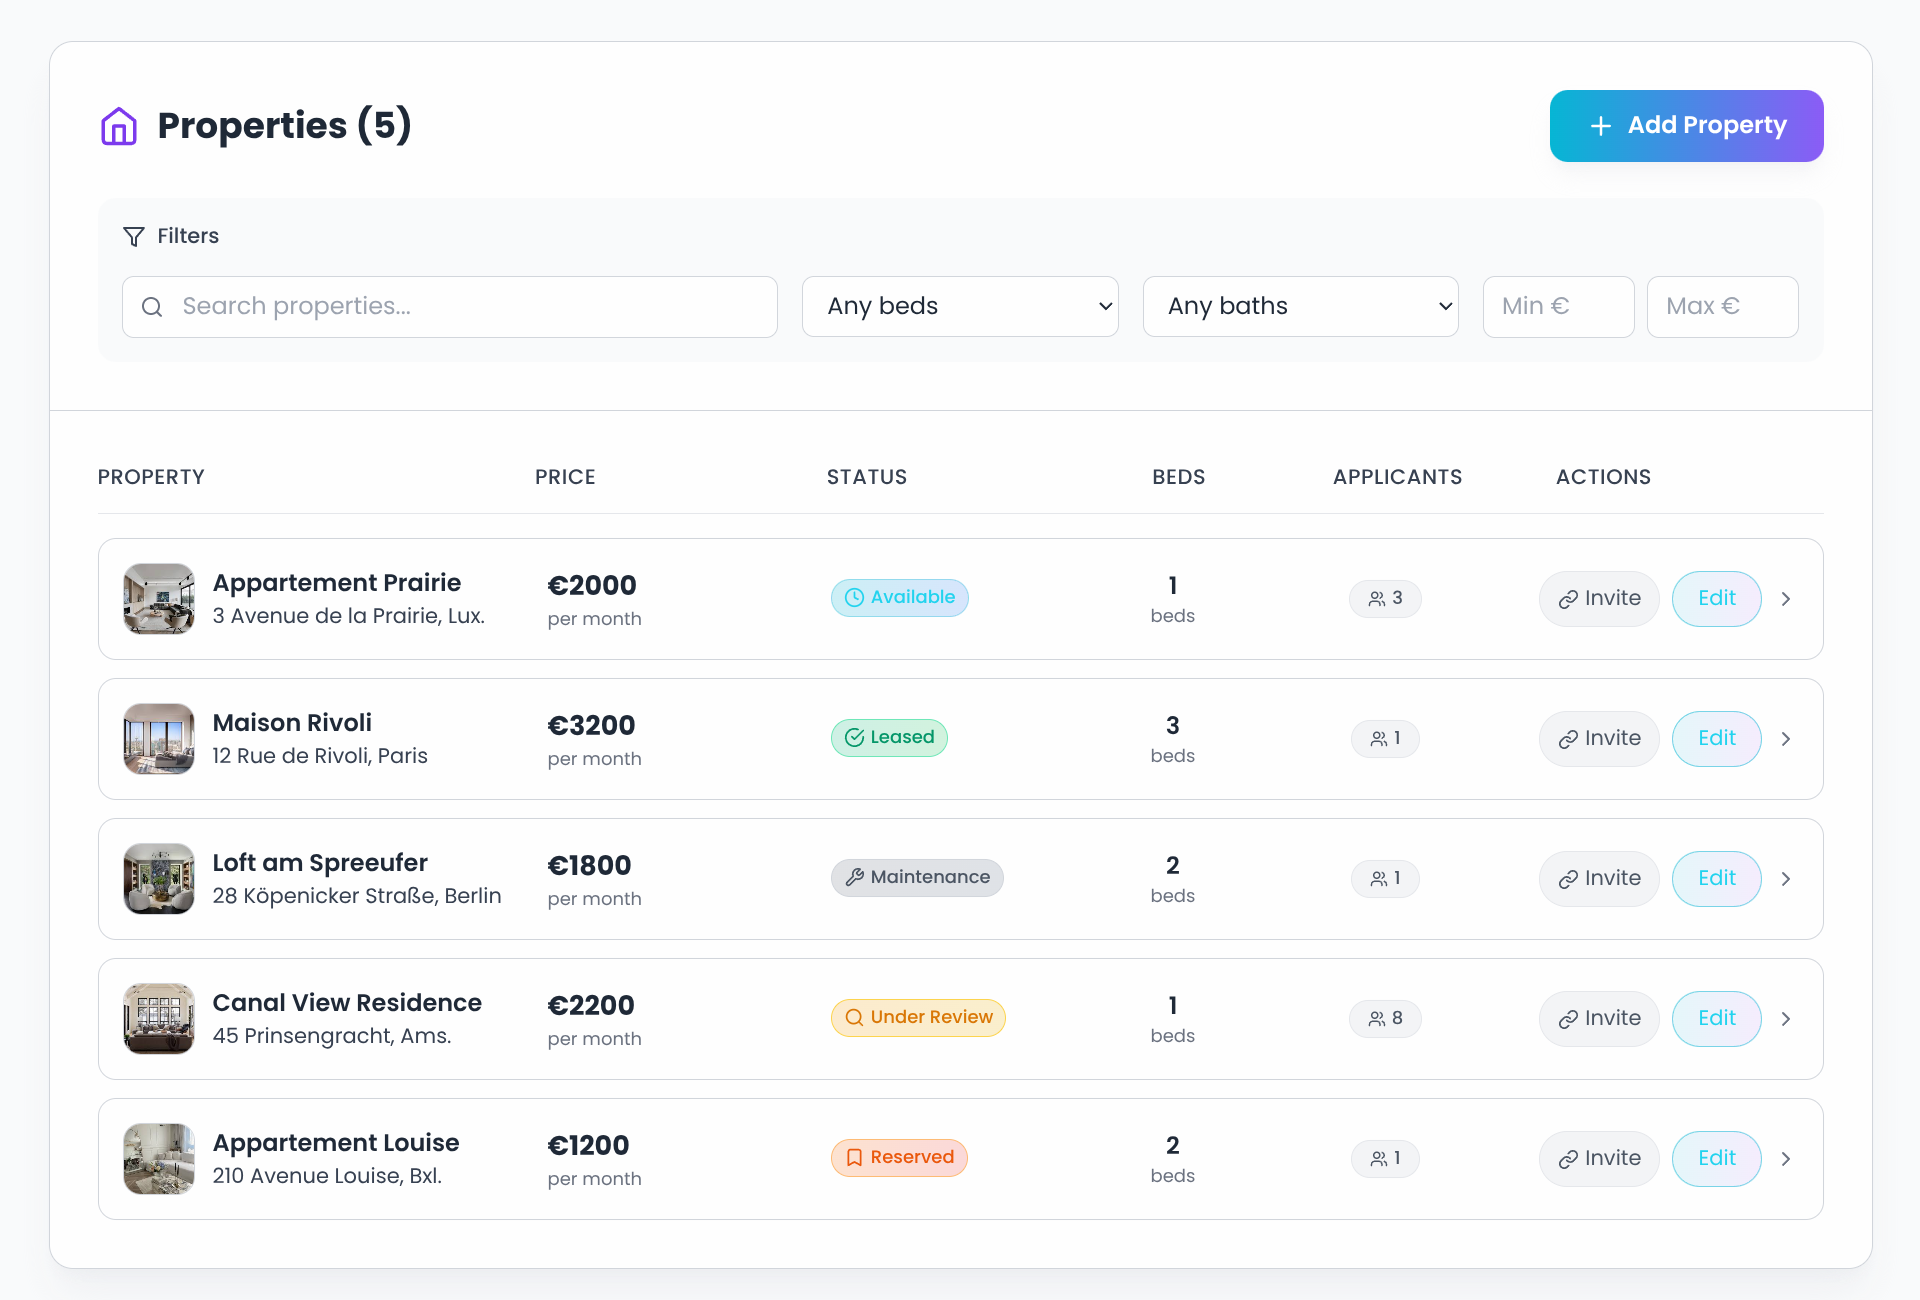 Properties (5)
Add Property
Filters
Search properties...
Any beds
Any baths
Min €
Max €
PROPERTY PRICE STATUS BEDS APPLICANTS ACTIONS
Appartement Prairie
3 Avenue de la Prairie, Lux.
€2000
per month
Available
1
beds
3
Invite
Edit
Maison Rivoli
12 Rue de Rivoli, Paris
€3200
per month
Leased
3
beds
1
Invite
Edit
Loft am Spreeufer
28 Köpenicker Straße, Berlin
€1800
per month
Maintenance
2
beds
1
Invite
Edit
Canal View Residence
45 Prinsengracht, Ams.
€2200
per month
Under Review
1
beds
8
Invite
Edit
Appartement Louise
210 Avenue Louise, Bxl.
€1200
per month
Reserved
2
beds
1
Invite
Edit